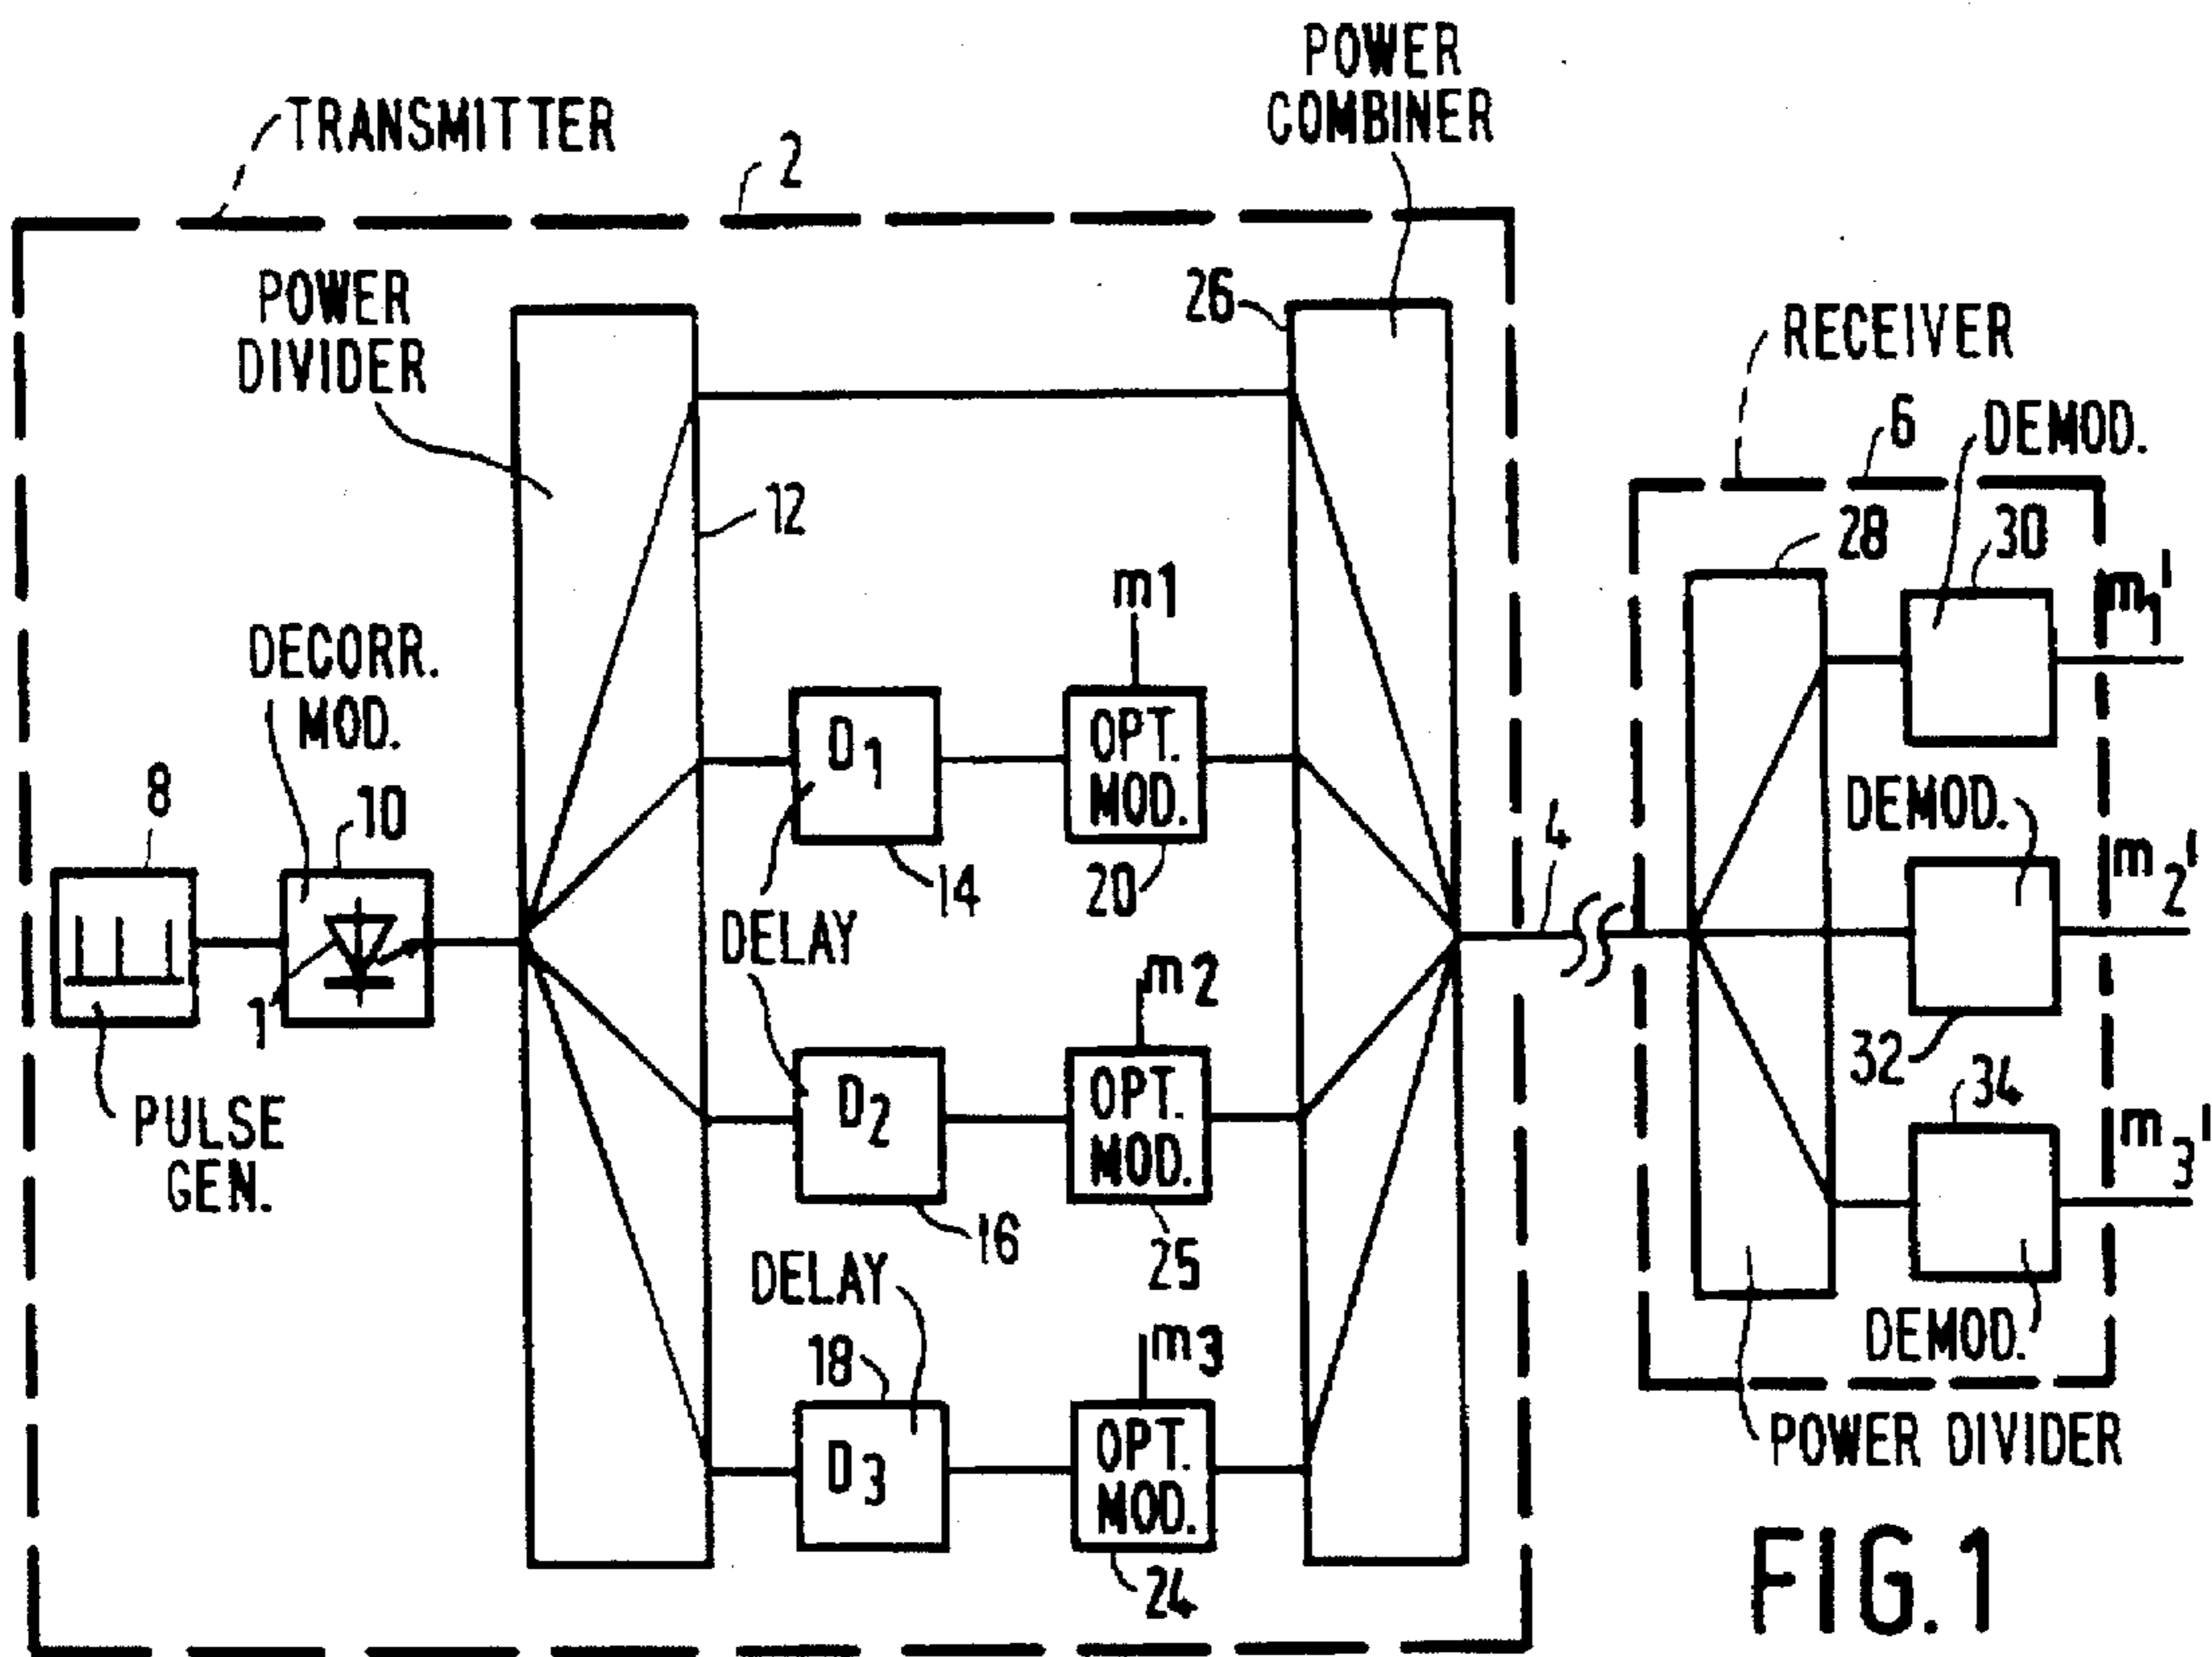 POWER
COMBINER
TRANSMITTER
2
POWER
DIVIDER
26
RECEIVER
6
DEMOD.
12
28
30
m1
m1'
DECORR.
MOD.
D1
OPT.
MOD.
8
10
DEMOD.
4
14
20
m2'
DELAY
1
m2
32
34
D2
OPT.
MOD.
PULSE
GEN.
m3'
16
25
DELAY
18
m3
DEMOD.
D3
OPT.
MOD.
POWER DIVIDER
24
FIG.1